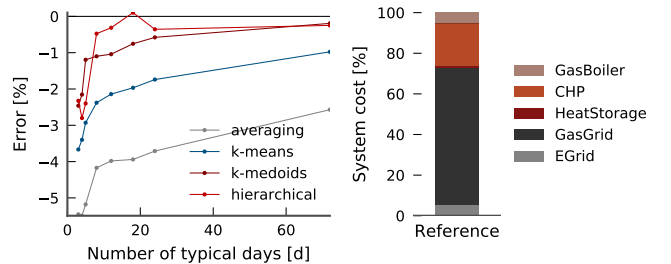 Error [%]
0
−1
−2
−3
−4
−5
averaging
k-means
k-medoids
hierarchical
0
20
40
60
Number of typical days [d]
System cost [%]
100
80
60
40
20
0
Reference
GasBoiler
CHP
HeatStorage
GasGrid
EGrid